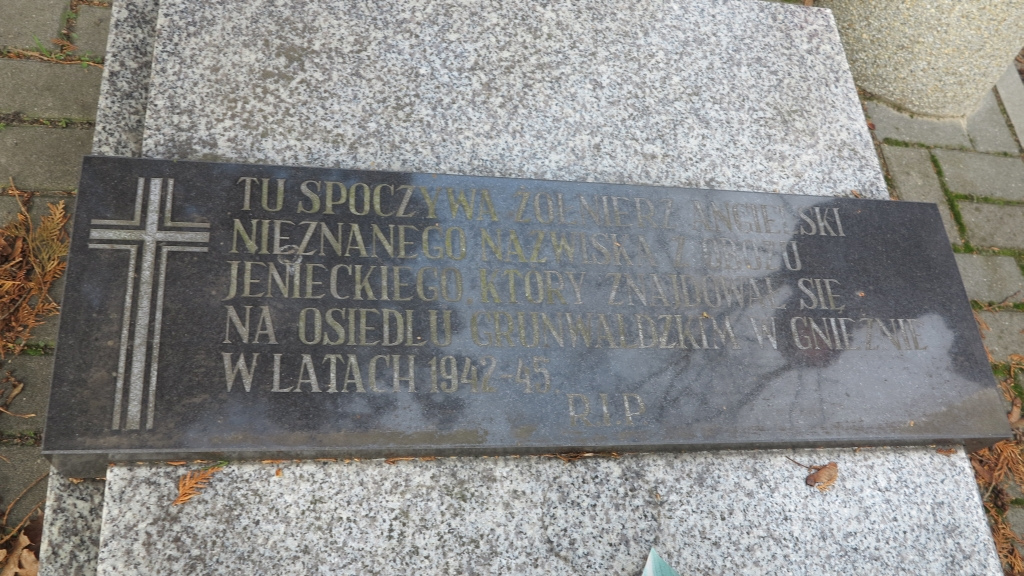 TU SPOCZYWA ŻOŁNIERZ ANGIELSKI
NIEZNANEGO NAZWISKA Z OBOZU
JENIECKIEGO KTÓRY ZNAJDOWAŁ SIĘ
NA OSIEDLU GRUNWALDZKIM W GNIEŹNIE
W LATACH 1942-45.
R.I.P